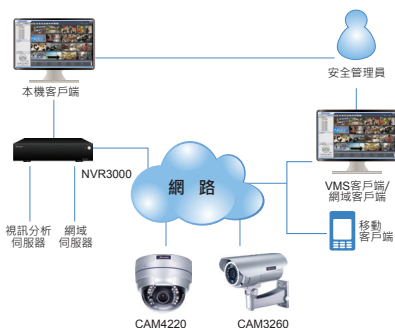 安全管理員
本機客戶端
NVR3000
網 路
VMS客戶端/
網域客戶端
視訊分析
伺服器
網域
伺服器
移動
客戶端
CAM4220
CAM3260